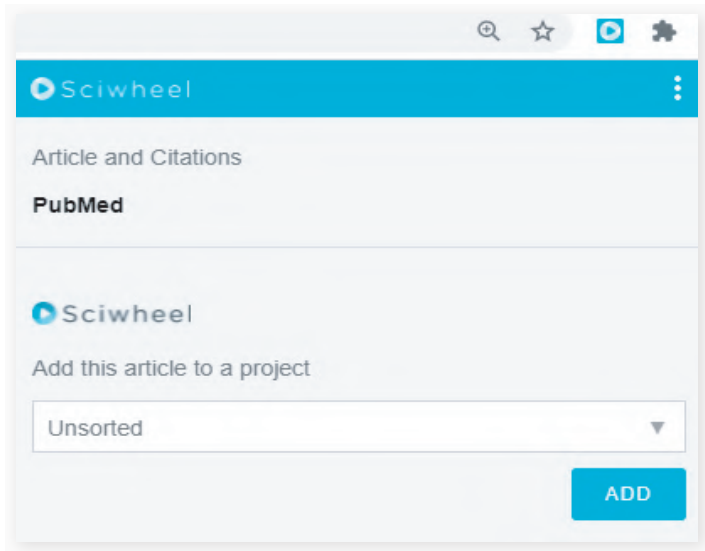 Sciwheel
Article and Citations
PubMed
Sciwheel
Add this article to a project
Unsorted
ADD